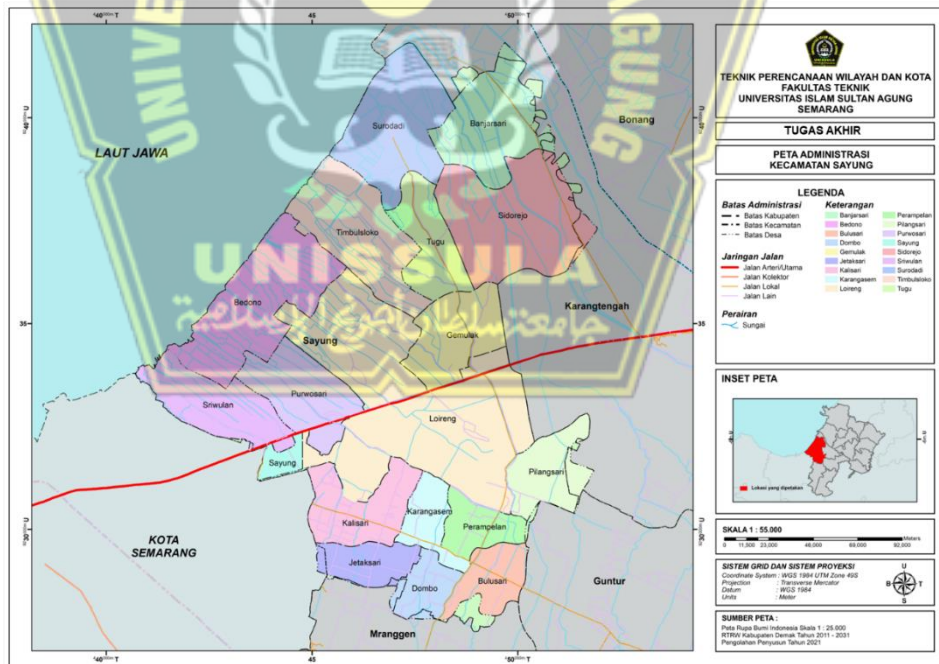 TEKNIK PERENCANAAN WILAYAH DAN KOTA
FAKULTAS TEKNIK
UNIVERSITAS ISLAM SULTAN AGUNG
SEMARANG
TUGAS AKHIR
PETA ADMINISTRASI
KECAMATAN SAYUNG
LEGENDA
Batas Administrasi
Batas Kabupaten
Batas Kecamatan
Batas Desa
Jaringan Jalan
Jalan Arteri/Utama
Jalan Kolektor
Jalan Lokal
Jalan Lain
Perairan
Sungai
Keterangan
Banjarsari
Bedono
Bulusari
Dombo
Gemulak
Jetaksari
Kalisari
Karangasem
Loireng
Perampelan
Pilangsari
Purwosari
Sayung
Sidorejo
Sriwulan
Surodadi
Timbulsloko
Tugu
INSET PETA
Lokasi yang dipetakan
SKALA 1 : 55.000
Meters
SISTEM GRID DAN SISTEM PROYEKSI
Coordinate System : WGS 1984 UTM Zone 49S
Projection : Transverse Mercator
Datum : WGS 1984
Units : Meter
U
B T
S
SUMBER PETA :
Peta Rupa Bumi Indonesia Skala 1 : 25.000
RTRW Kabupaten Demak Tahun 2011 - 2031
Pengolahan Penyusun Tahun 2021
LAUT JAWA
Bonang
Surodadi
Banjarsari
Sidorejo
Timbulsloko
Tugu
UNISSULA
جامعة سلطان أجونج الإسلامية
Bedono
Karangtengah
Sayung
Gemulak
Sriwulan
Purwosari
Loireng
Sayung
Pilangsari
Kalisari
Karangasem
Perampelan
KOTA
SEMARANG
Jetaksari
Dombo
Bulusari
Guntur
Mranggen